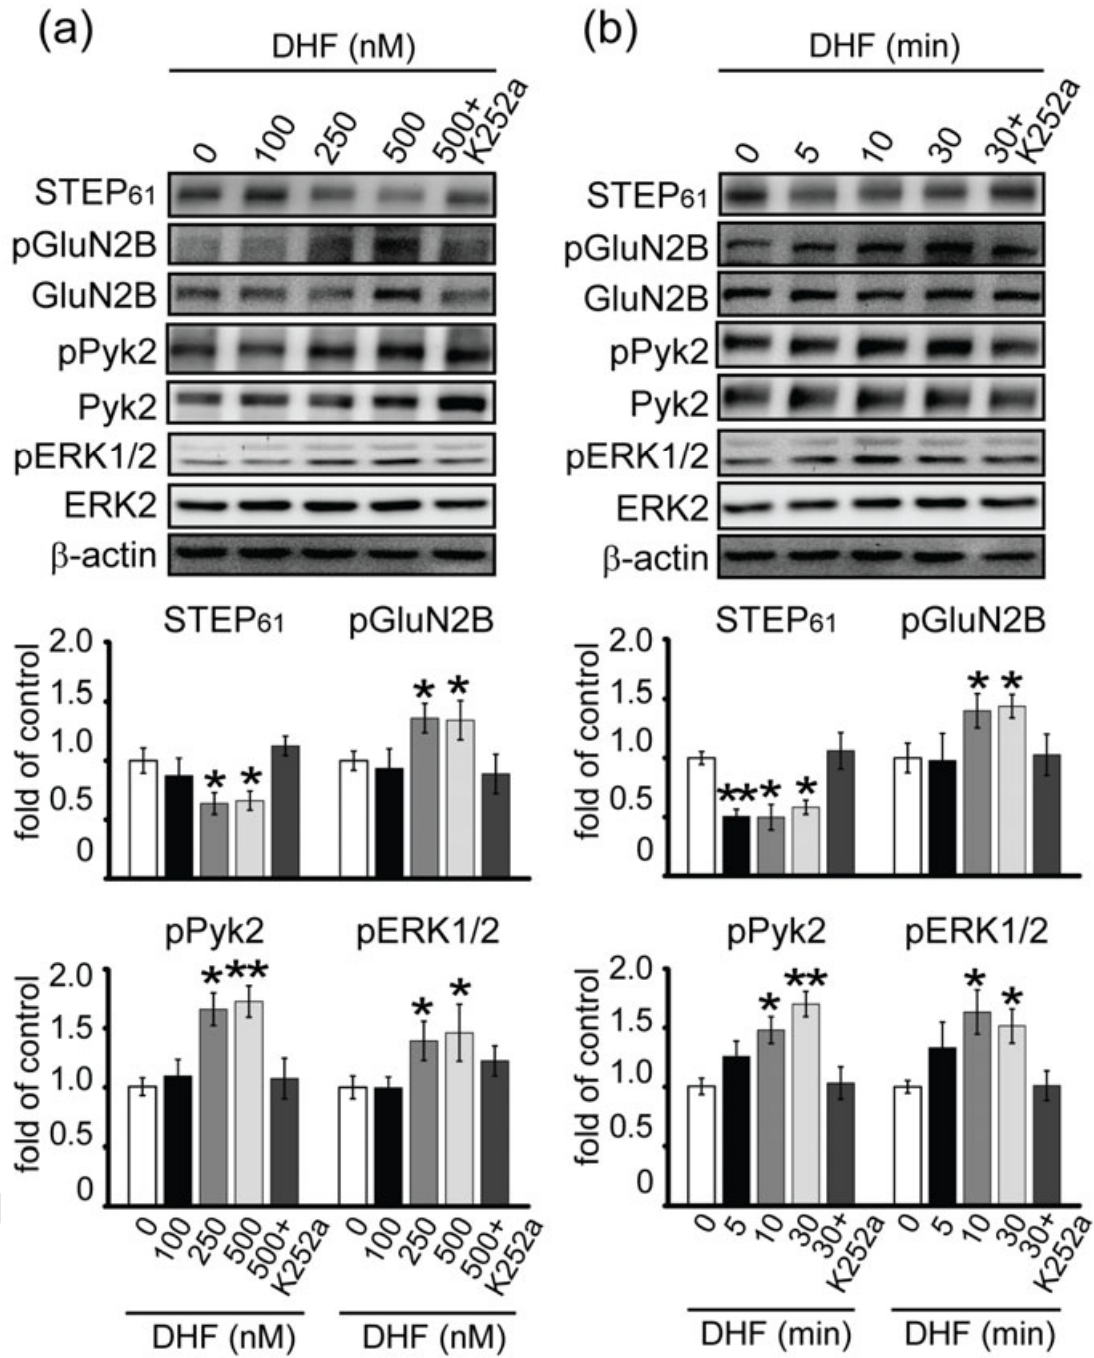 (a)
DHF (nM)
0 100 250 500 500+ K252a
STEP61
pGluN2B
GluN2B
pPyk2
Pyk2
pERK1/2
ERK2
β-actin
STEP61 pGluN2B
fold of control
2.0
1.5
1.0
0.5
0
* * * *
pPyk2 pERK1/2
fold of control
2.0
1.5
1.0
0.5
0
* ** * *
0 100 250 500 500+ K252a 0 100 250 500 500+ K252a
DHF (nM) DHF (nM)
(b)
DHF (min)
0 5 10 30 30+ K252a
STEP61
pGluN2B
GluN2B
pPyk2
Pyk2
pERK1/2
ERK2
β-actin
STEP61 pGluN2B
fold of control
2.0
1.5
1.0
0.5
0
** * * * *
pPyk2 pERK1/2
fold of control
2.0
1.5
1.0
0.5
0
* ** * *
0 5 10 30 30+ K252a 0 5 10 30 30+ K252a
DHF (min) DHF (min)